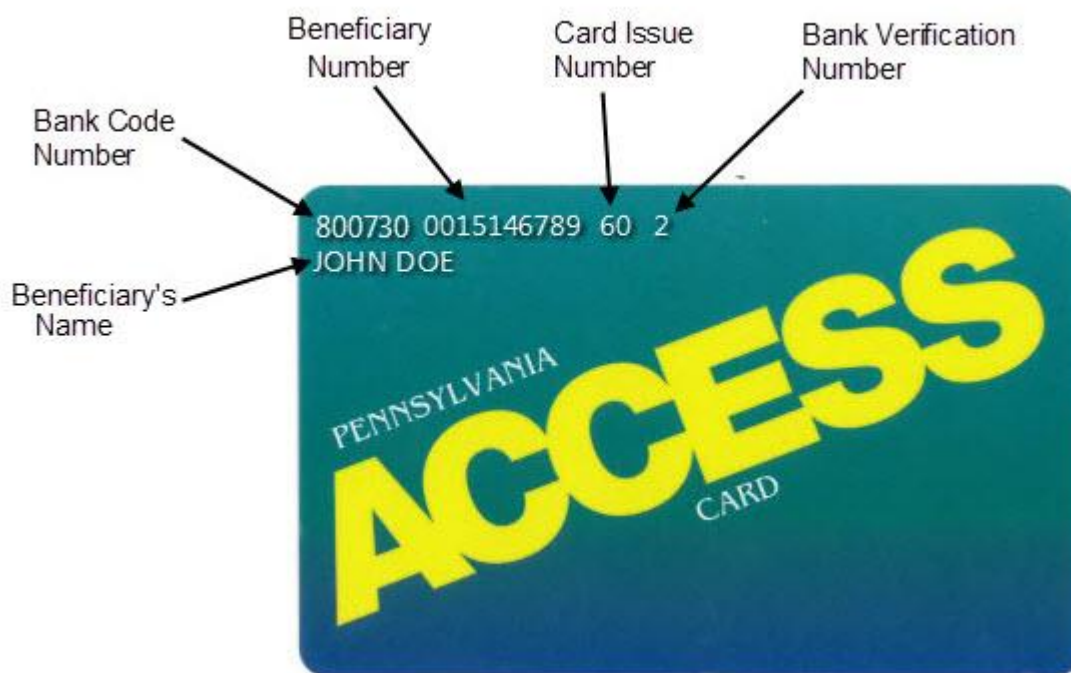 Beneficiary
Number
Card Issue
Number
Bank Verification
Number
Bank Code
Number
800730 0015146789 60 2
JOHN DOE
Beneficiary's
Name
PENNSYLVANIA
ACCESS
CARD